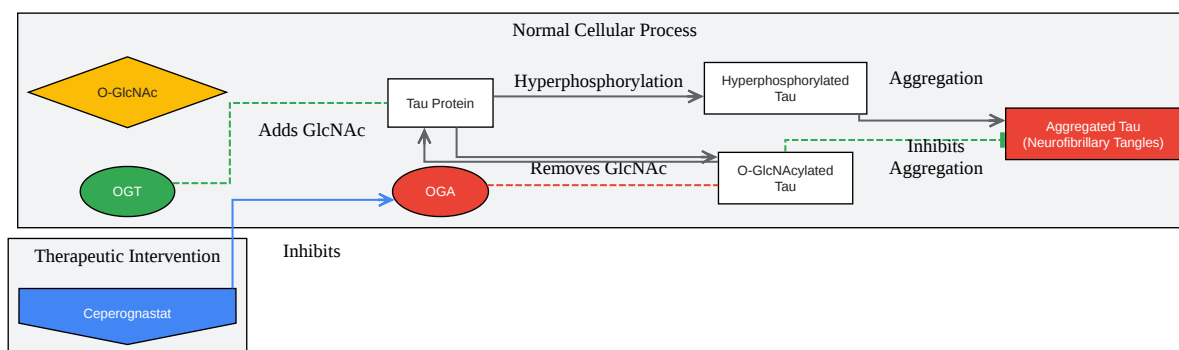 Normal Cellular Process
O-GlcNAc
Tau Protein
Hyperphosphorylation
Hyperphosphorylated
Tau
Aggregation
Adds GlcNAc
Aggregated Tau
(Neurofibrillary Tangles)
Inhibits
Aggregation
Removes GlcNAc
O-GlcNAcylated
Tau
OGT
OGA
Therapeutic Intervention
Inhibits
Ceperognastat